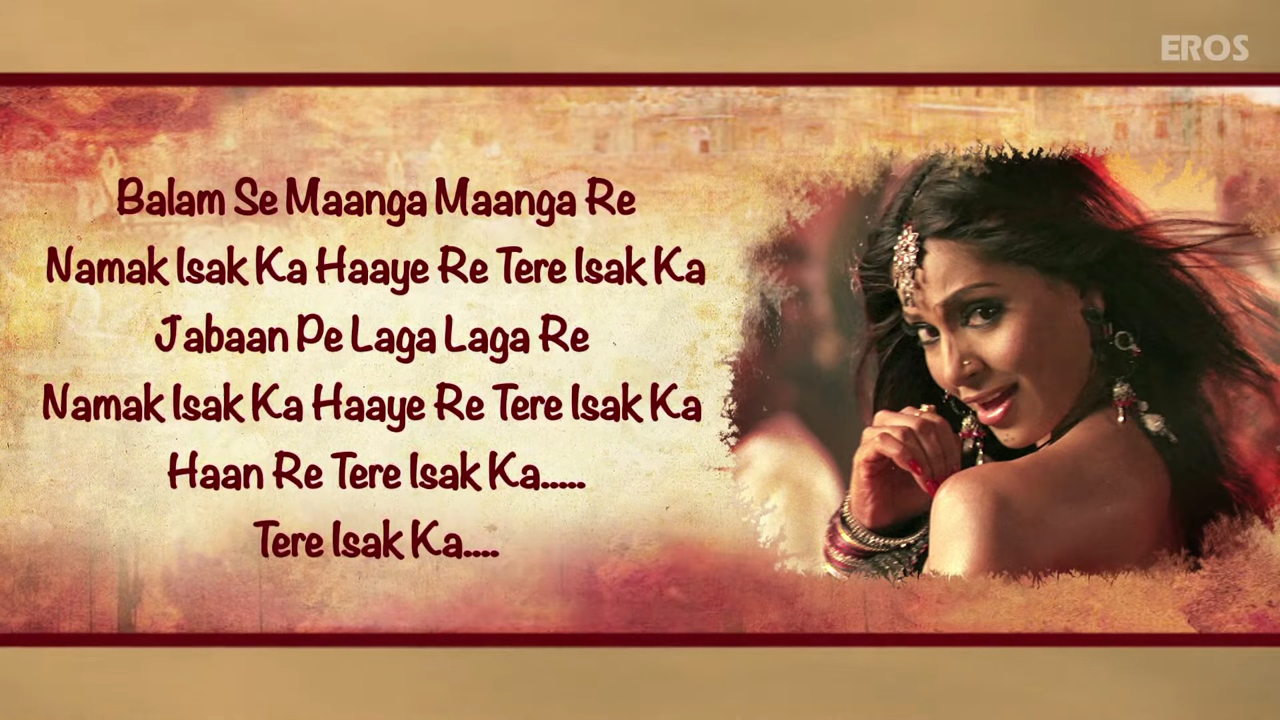 EROS
Balam Se Maanga Maanga Re
Namak Isak Ka Haaye Re Tere Isak Ka
Jabaan Pe Laga Laga Re
Namak Isak Ka Haaye Re Tere Isak Ka
Haan Re Tere Isak Ka.....
Tere Isak Ka....